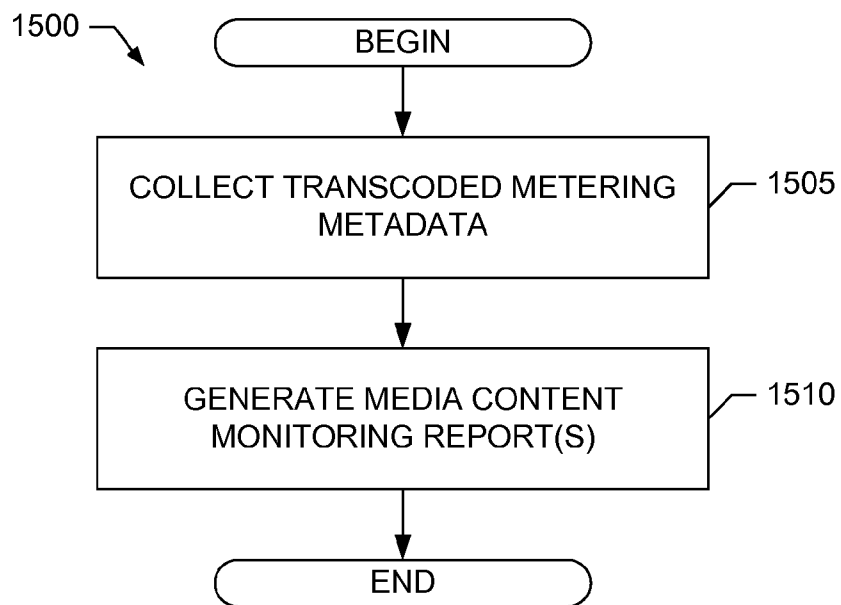 1500
BEGIN
COLLECT TRANSCODED METERING
METADATA
1505
GENERATE MEDIA CONTENT
MONITORING REPORT(S)
1510
END